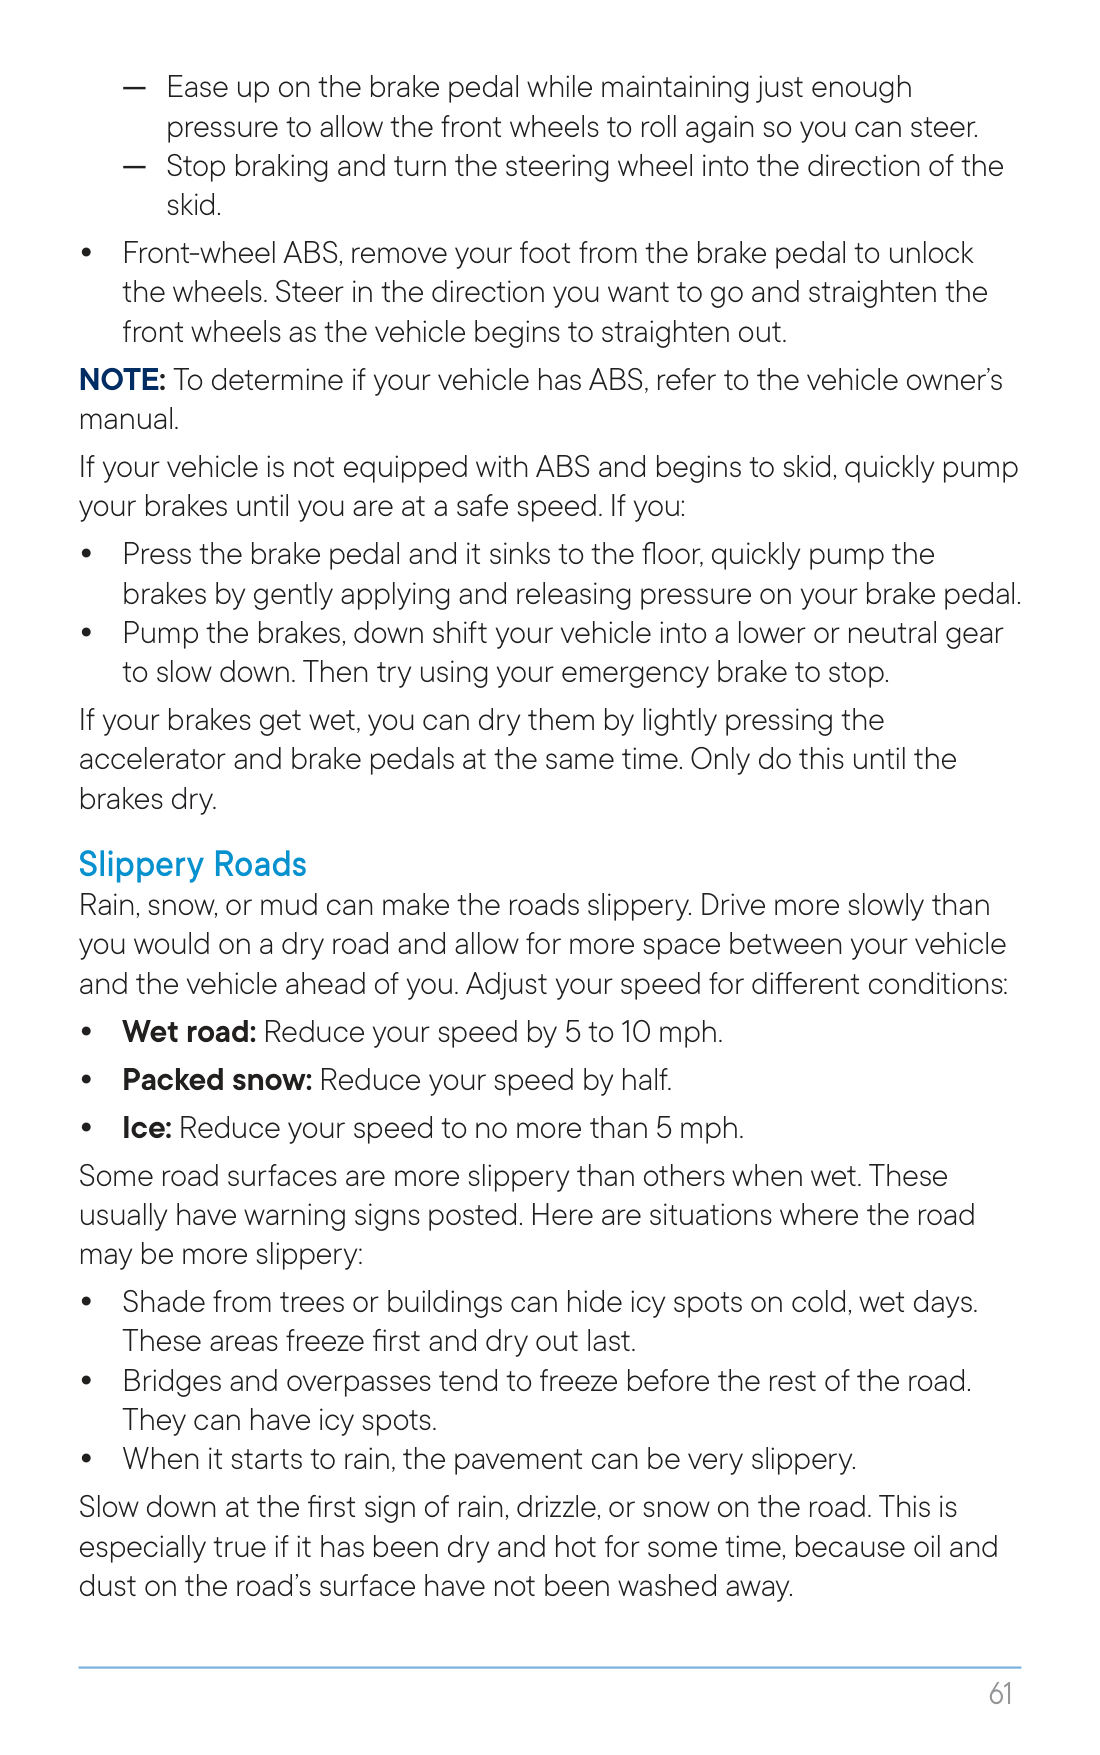 — Ease up on the brake pedal while maintaining just enough
pressure to allow the front wheels to roll again so you can steer.
— Stop braking and turn the steering wheel into the direction of the
skid.
• Front-wheel ABS, remove your foot from the brake pedal to unlock
the wheels. Steer in the direction you want to go and straighten the
front wheels as the vehicle begins to straighten out.
NOTE: To determine if your vehicle has ABS, refer to the vehicle owner’s
manual.
If your vehicle is not equipped with ABS and begins to skid, quickly pump
your brakes until you are at a safe speed. If you:
• Press the brake pedal and it sinks to the floor, quickly pump the
brakes by gently applying and releasing pressure on your brake pedal.
• Pump the brakes, down shift your vehicle into a lower or neutral gear
to slow down. Then try using your emergency brake to stop.
If your brakes get wet, you can dry them by lightly pressing the
accelerator and brake pedals at the same time. Only do this until the
brakes dry.
Slippery Roads
Rain, snow, or mud can make the roads slippery. Drive more slowly than
you would on a dry road and allow for more space between your vehicle
and the vehicle ahead of you. Adjust your speed for different conditions:
• Wet road: Reduce your speed by 5 to 10 mph.
• Packed snow: Reduce your speed by half.
• Ice: Reduce your speed to no more than 5 mph.
Some road surfaces are more slippery than others when wet. These
usually have warning signs posted. Here are situations where the road
may be more slippery:
• Shade from trees or buildings can hide icy spots on cold, wet days.
These areas freeze first and dry out last.
• Bridges and overpasses tend to freeze before the rest of the road.
They can have icy spots.
• When it starts to rain, the pavement can be very slippery.
Slow down at the first sign of rain, drizzle, or snow on the road. This is
especially true if it has been dry and hot for some time, because oil and
dust on the road’s surface have not been washed away.
61